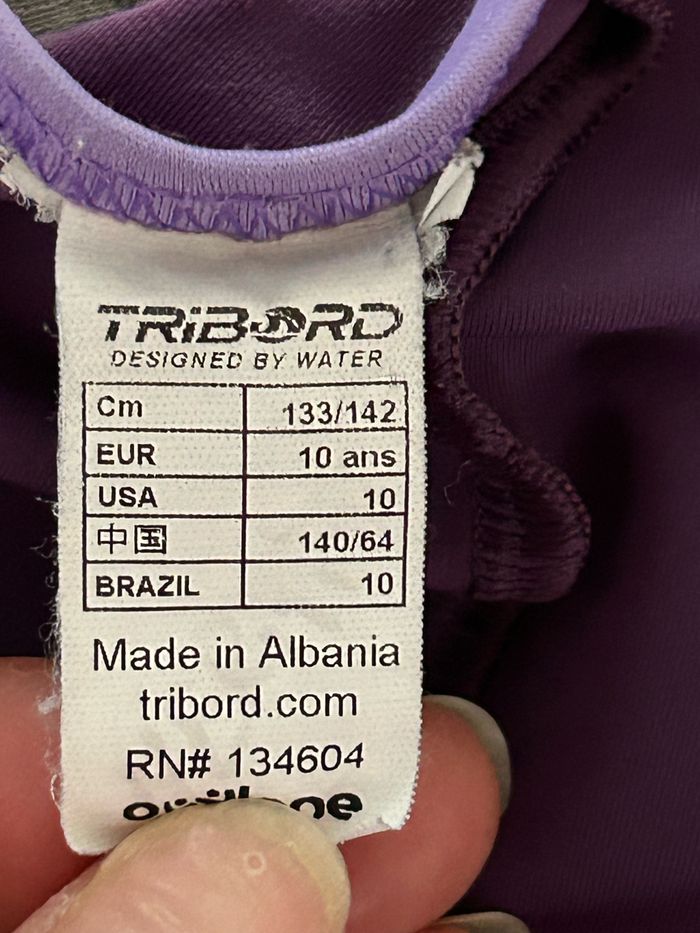 TRIBORD
DESIGNED BY WATER
Cm 133/142
EUR 10 ans
USA 10
中国 140/64
BRAZIL 10
Made in Albania
tribord.com
RN# 134604